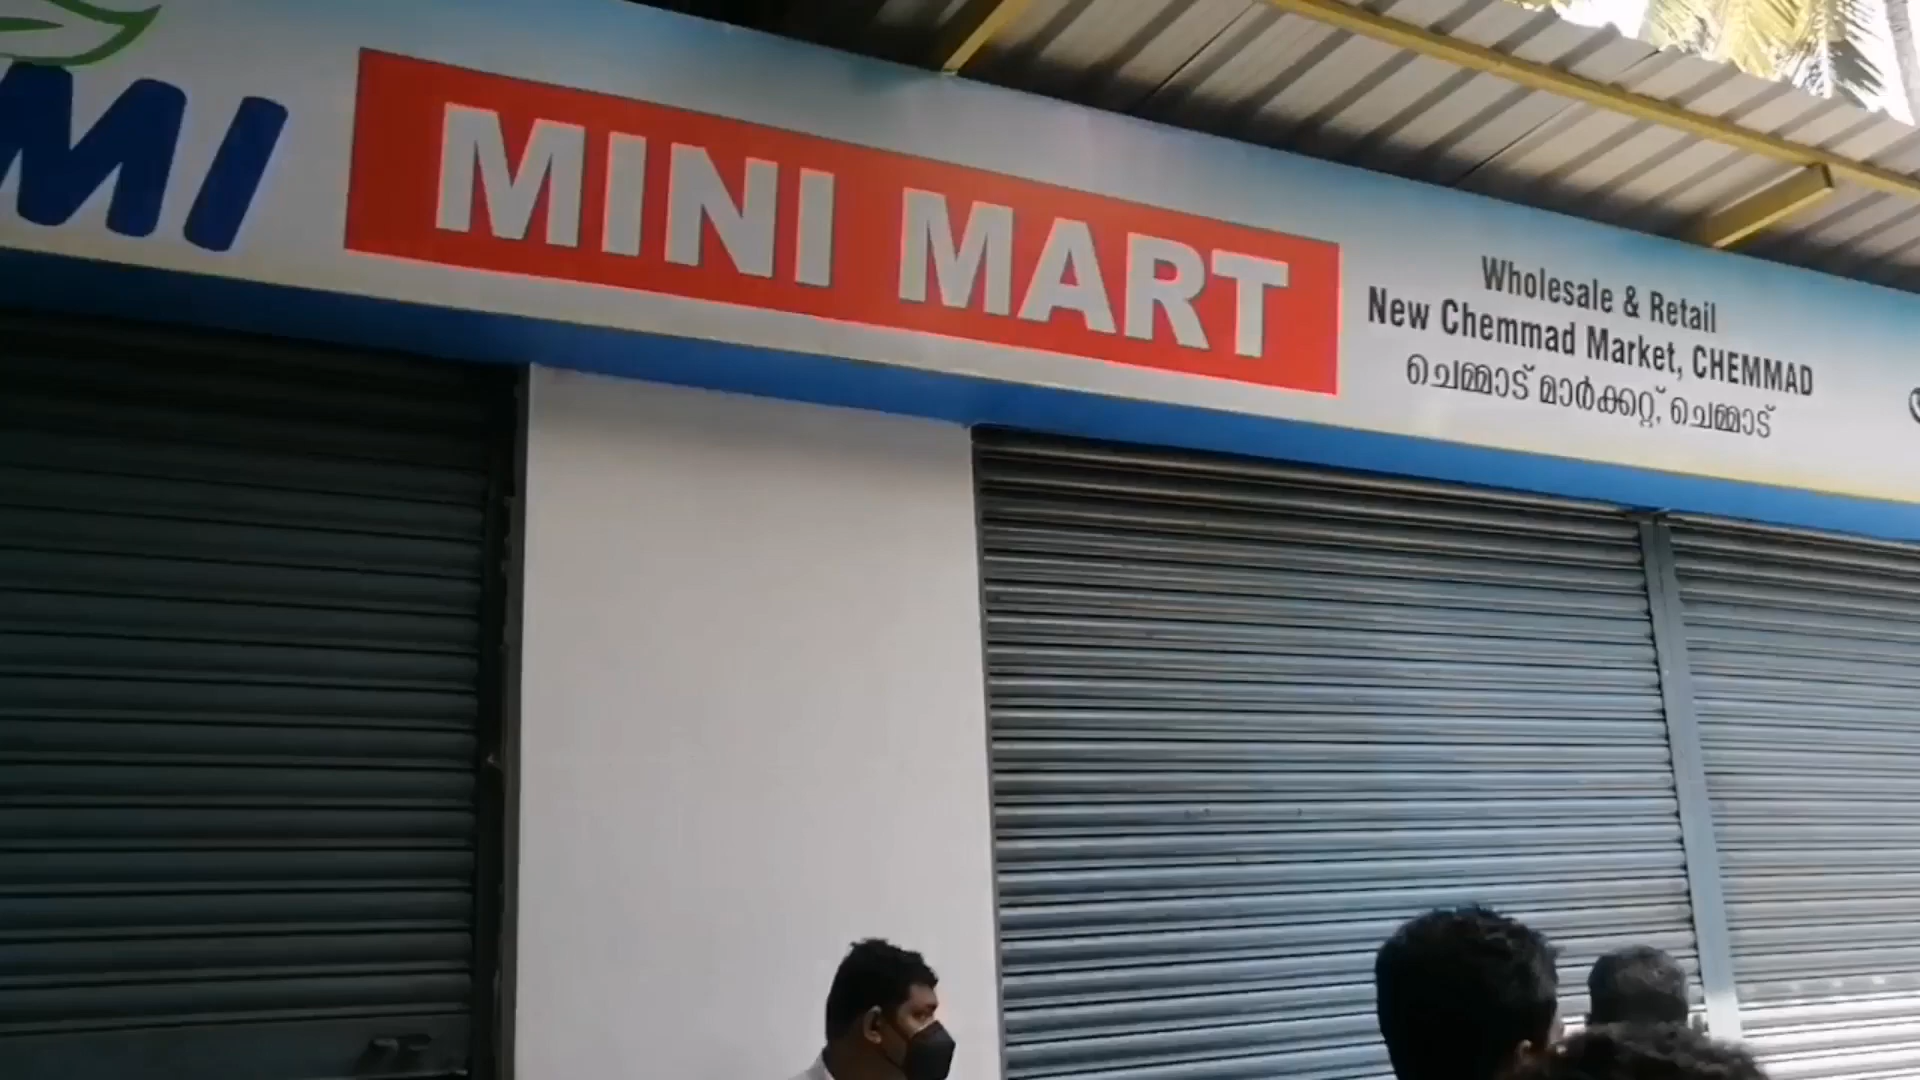 MI
MINI MART
Wholesale & Retail
New Chemmad Market, CHEMMAD
ചെമ്മാട് മാർക്കറ്റ്, ചെമ്മാട്